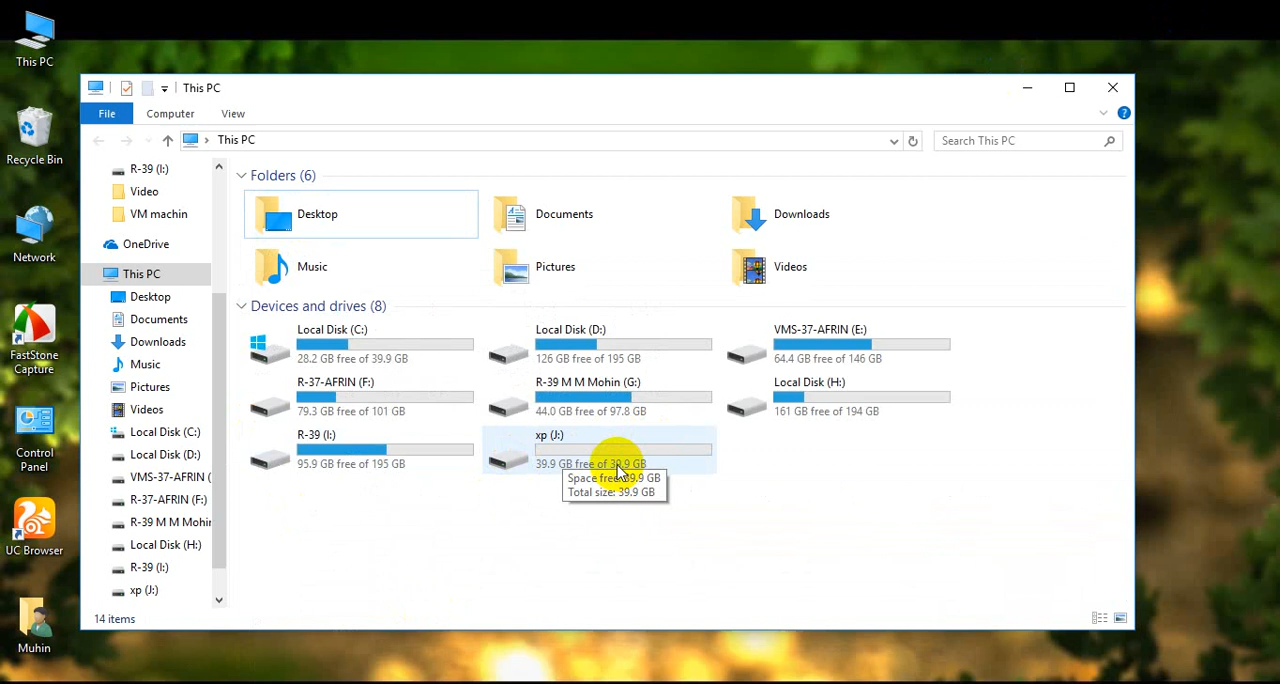 This PC
Recycle Bin
Network
FastStone
Capture
Control
Panel
UC Browser
Muhin
This PC
File Computer View
This PC
Search This PC
R-39 (I:)
Video
VM machin
OneDrive
This PC
Desktop
Documents
Downloads
Music
Pictures
Videos
Local Disk (C:)
Local Disk (D:)
VMS-37-AFRIN (
R-37-AFRIN (F:)
R-39 M M Mohin
Local Disk (H:)
R-39 (I:)
xp (J:)
Folders (6)
Desktop Documents Downloads
Music Pictures Videos
Devices and drives (8)
Local Disk (C:) Local Disk (D:) VMS-37-AFRIN (E:)
28.2 GB free of 39.9 GB 126 GB free of 195 GB 64.4 GB free of 146 GB
R-37-AFRIN (F:) R-39 M M Mohin (G:) Local Disk (H:)
79.3 GB free of 101 GB 44.0 GB free of 97.8 GB 161 GB free of 194 GB
R-39 (I:) xp (J:)
95.9 GB free of 195 GB 39.9 GB free of 39.9 GB
Space free: 39.9 GB
Total size: 39.9 GB
14 items